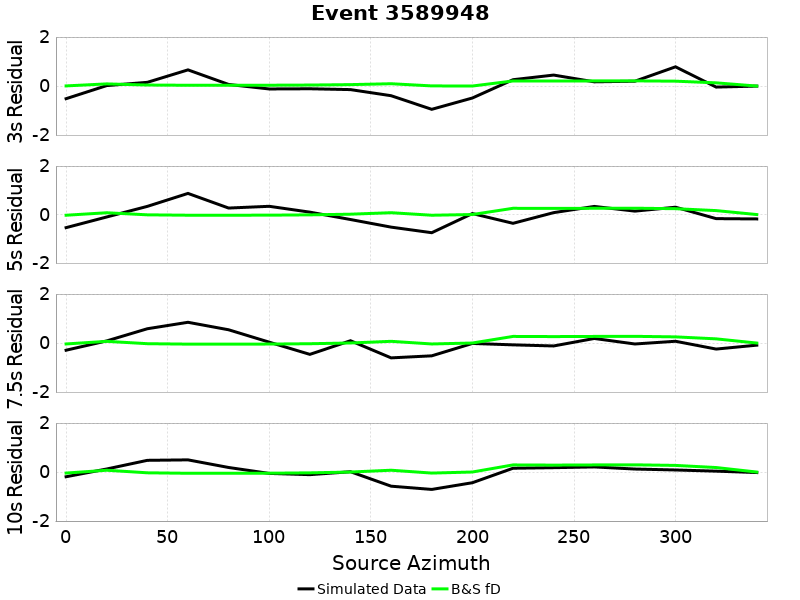 Event 3589948
3s Residual
2
0
-2
5s Residual
2
0
-2
7.5s Residual
2
0
-2
10s Residual
2
0
-2
0 50 100 150 200 250 300
Source Azimuth
Simulated Data B&S fD